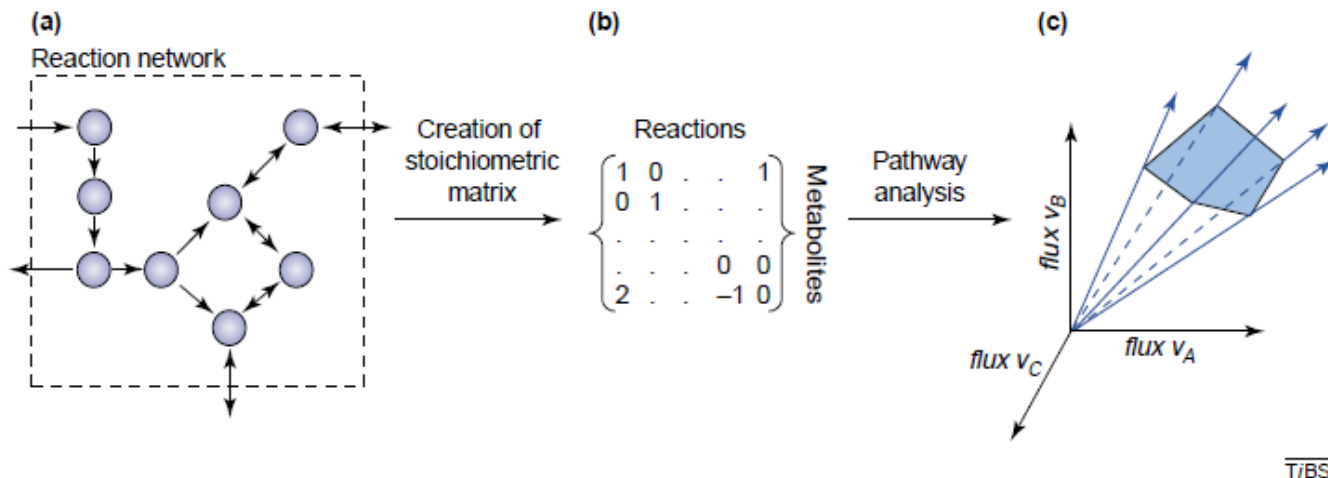 (a)
Reaction network
Creation of
stoichiometric
matrix
(b)
Reactions
1 0 . . 1
0 1 . . .
. . . . .
. . . 0 0
2 . . –1 0
Metabolites
Pathway
analysis
(c)
flux vB
flux vA
flux vC
TiBS